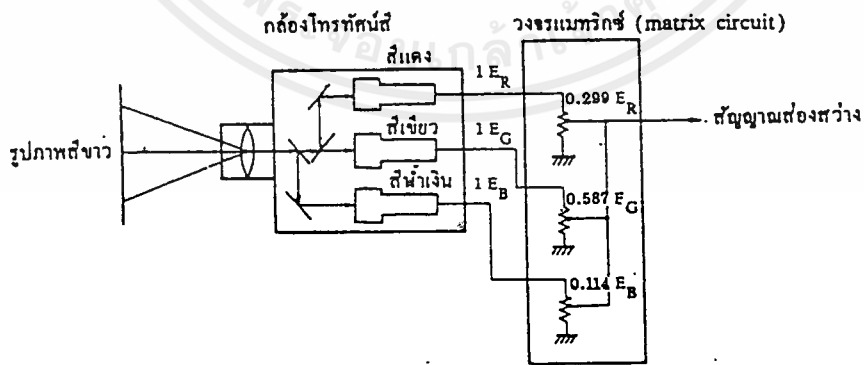 กล้องโทรทัศน์สี
วงจรแมทริกซ์ (matrix circuit)
สีแดง
1 E_R
0.299 E_R
สัญญาณส่องสว่าง
รูปภาพสีขาว
สีเขียว
1 E_G
0.587 E_G
สีน้ำเงิน
1 E_B
0.114 E_B